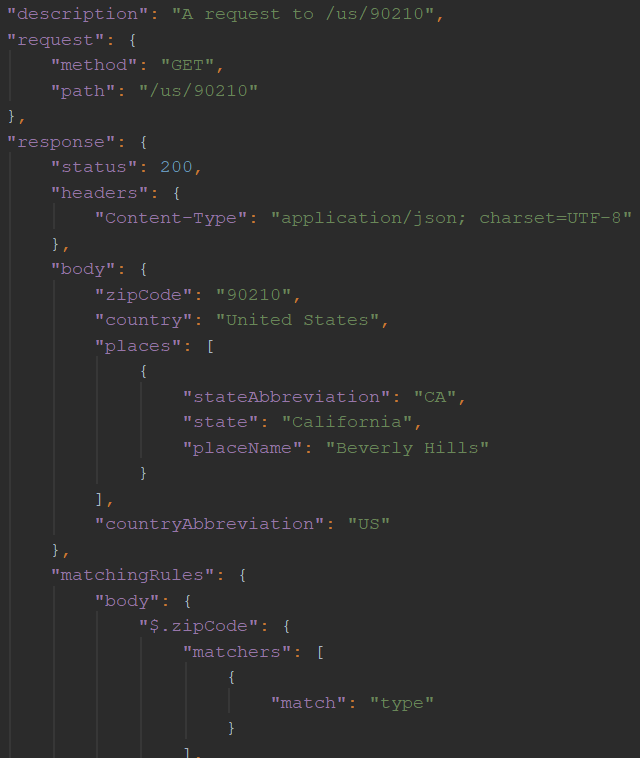 "description": "A request to /us/90210",
"request": {
"method": "GET",
"path": "/us/90210"
},
"response": {
"status": 200,
"headers": {
"Content-Type": "application/json; charset=UTF-8"
},
"body": {
"zipCode": "90210",
"country": "United States",
"places": [
{
"stateAbbreviation": "CA",
"state": "California",
"placeName": "Beverly Hills"
}
],
"countryAbbreviation": "US"
},
"matchingRules": {
"body": {
"$.zipCode": {
"matchers": [
{
"match": "type"
}
],